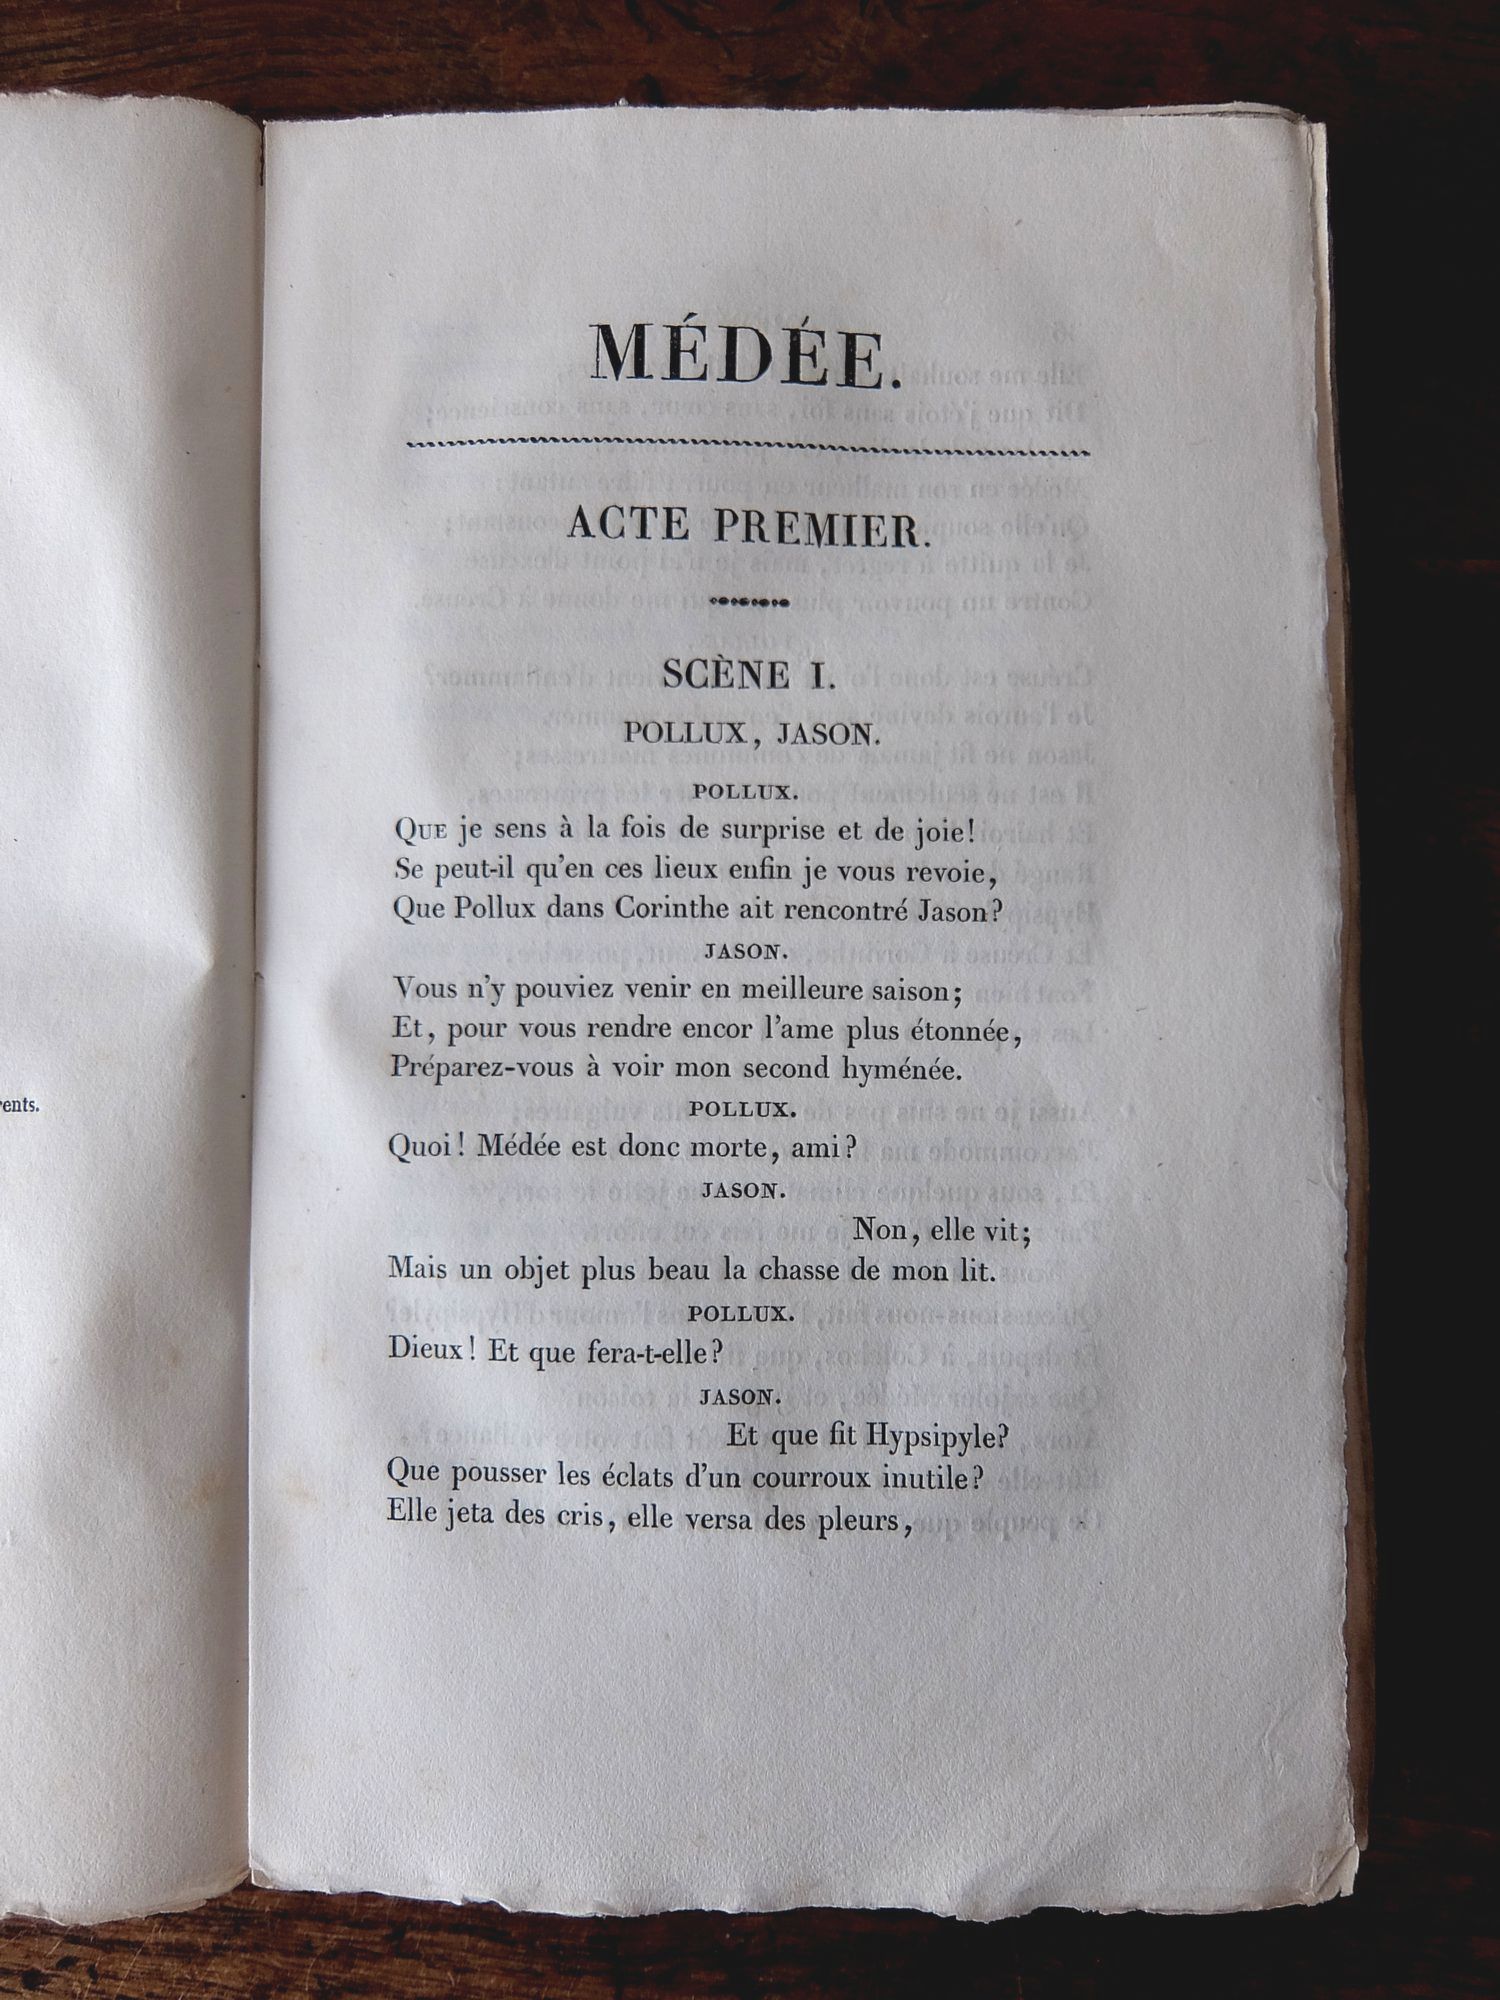 rents.
MÉDÉE.
ACTE PREMIER.
SCÈNE I.
POLLUX, JASON.
POLLUX.
QUE je sens à la fois de surprise et de joie!
Se peut-il qu'en ces lieux enfin je vous revoie,
Que Pollux dans Corinthe ait rencontré Jason?
JASON.
Vous n'y pouviez venir en meilleure saison;
Et, pour vous rendre encor l'ame plus étonnée,
Préparez-vous à voir mon second hyménée.
POLLUX.
Quoi! Médée est donc morte, ami?
JASON.
Non, elle vit;
Mais un objet plus beau la chasse de mon lit.
POLLUX.
Dieux! Et que fera-t-elle?
JASON.
Et que fit Hypsipyle?
Que pousser les éclats d'un courroux inutile?
Elle jeta des cris, elle versa des pleurs,